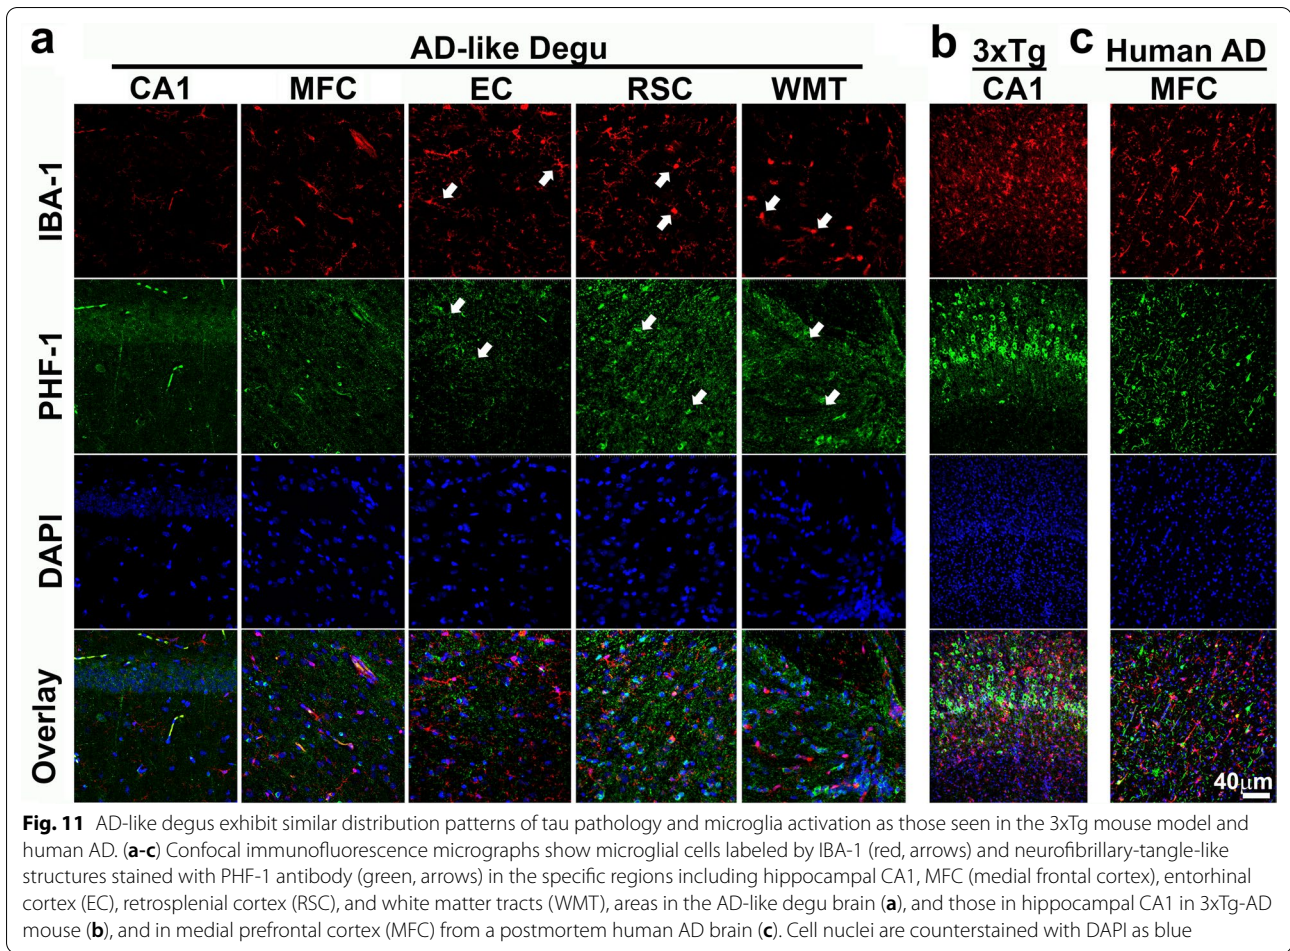 a AD-like Degu b 3xTg c Human AD
CA1 MFC EC RSC WMT CA1 MFC
IBA-1
PHF-1
DAPI
Overlay
40µm
Fig. 11 AD-like degus exhibit similar distribution patterns of tau pathology and microglia activation as those seen in the 3xTg mouse model and
human AD. (a-c) Confocal immunofluorescence micrographs show microglial cells labeled by IBA-1 (red, arrows) and neurofibrillary-tangle-like
structures stained with PHF-1 antibody (green, arrows) in the specific regions including hippocampal CA1, MFC (medial frontal cortex), entorhinal
cortex (EC), retrosplenial cortex (RSC), and white matter tracts (WMT), areas in the AD-like degu brain (a), and those in hippocampal CA1 in 3xTg-AD
mouse (b), and in medial prefrontal cortex (MFC) from a postmortem human AD brain (c). Cell nuclei are counterstained with DAPI as blue